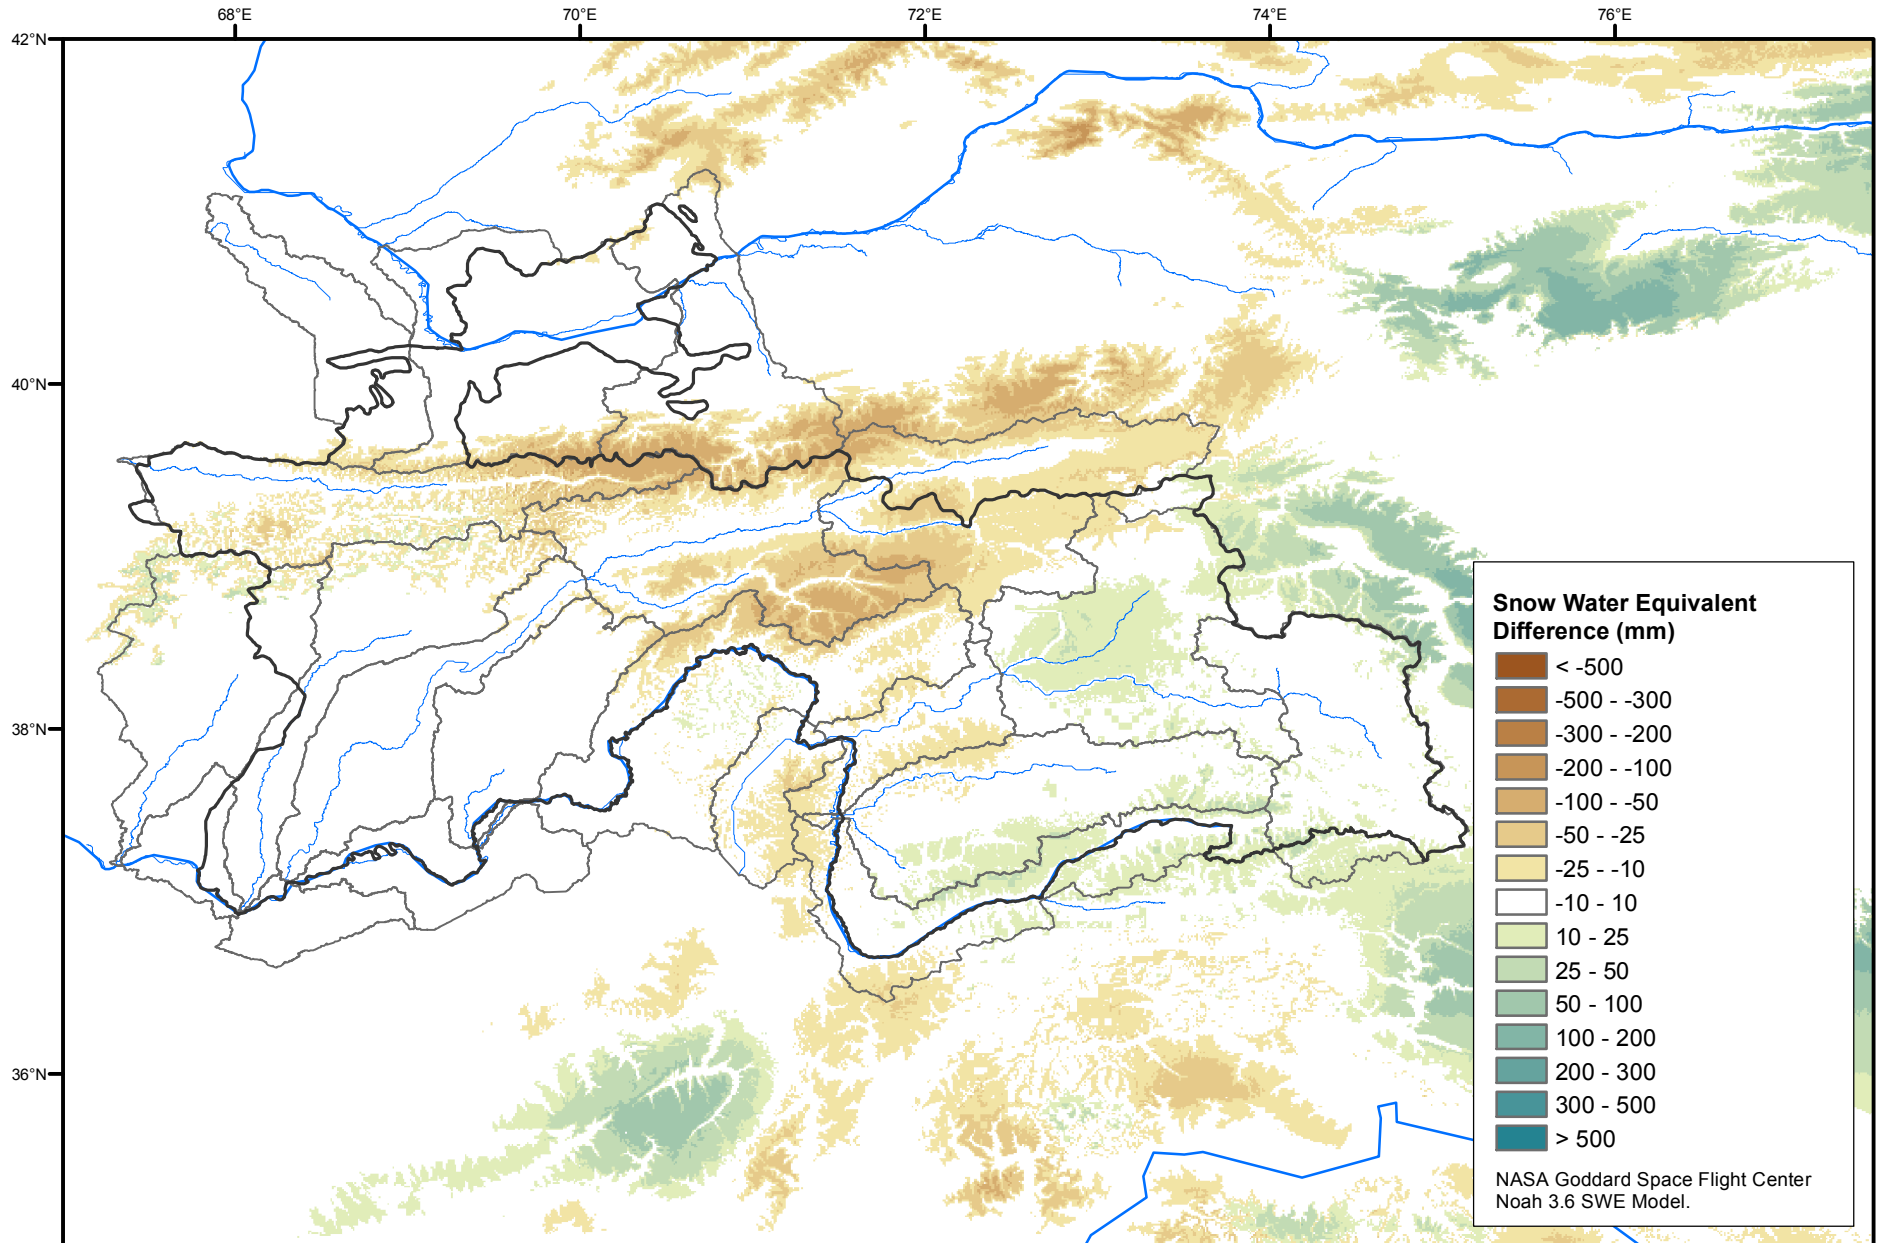 68°E 70°E 72°E 74°E 76°E
42°N
40°N
38°N
36°N
Snow Water Equivalent
Difference (mm)
< -500
-500 - -300
-300 - -200
-200 - -100
-100 - -50
-50 - -25
-25 - -10
-10 - 10
10 - 25
25 - 50
50 - 100
100 - 200
200 - 300
300 - 500
> 500
NASA Goddard Space Flight Center
Noah 3.6 SWE Model.